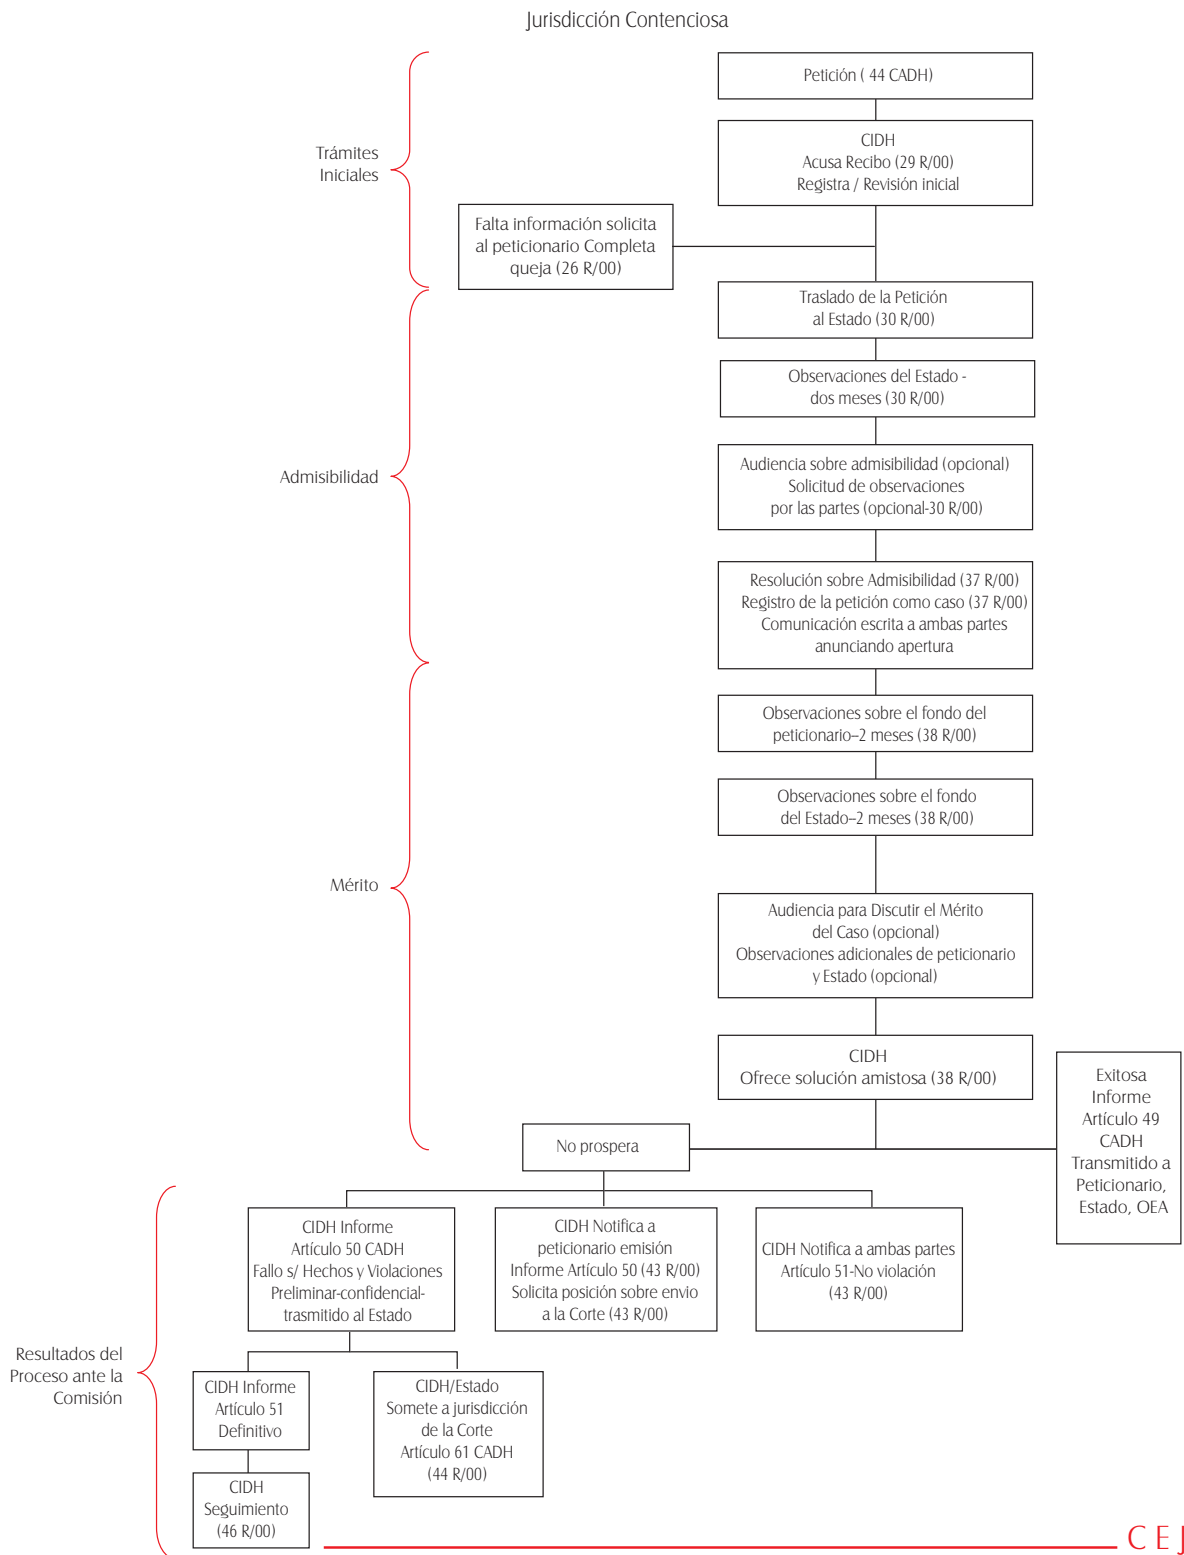 Jurisdicción Contenciosa
Petición ( 44 CADH)
CIDH
Acusa Recibo (29 R/00)
Registra / Revisión inicial
Trámites
Iniciales
Falta información solicita
al peticionario Completa
queja (26 R/00)
Traslado de la Petición
al Estado (30 R/00)
Observaciones del Estado -
dos meses (30 R/00)
Admisibilidad
Audiencia sobre admisibilidad (opcional)
Solicitud de observaciones
por las partes (opcional-30 R/00)
Resolución sobre Admisibilidad (37 R/00)
Registro de la petición como caso (37 R/00)
Comunicación escrita a ambas partes
anunciando apertura
Observaciones sobre el fondo del
peticionario–2 meses (38 R/00)
Observaciones sobre el fondo
del Estado–2 meses (38 R/00)
Mérito
Audiencia para Discutir el Mérito
del Caso (opcional)
Observaciones adicionales de peticionario
y Estado (opcional)
CIDH
Ofrece solución amistosa (38 R/00)
Exitosa
Informe
Artículo 49
CADH
Transmitido a
Peticionario,
Estado, OEA
No prospera
CIDH Informe
Artículo 50 CADH
Fallo s/ Hechos y Violaciones
Preliminar-confidencial-
trasmitido al Estado
CIDH Notifica a
peticionario emisión
Informe Artículo 50 (43 R/00)
Solicita posición sobre envio
a la Corte (43 R/00)
CIDH Notifica a ambas partes
Artículo 51-No violación
(43 R/00)
Resultados del
Proceso ante la
Comisión
CIDH Informe
Artículo 51
Definitivo
CIDH/Estado
Somete a jurisdicción
de la Corte
Artículo 61 CADH
(44 R/00)
CIDH
Seguimiento
(46 R/00)
CEJ